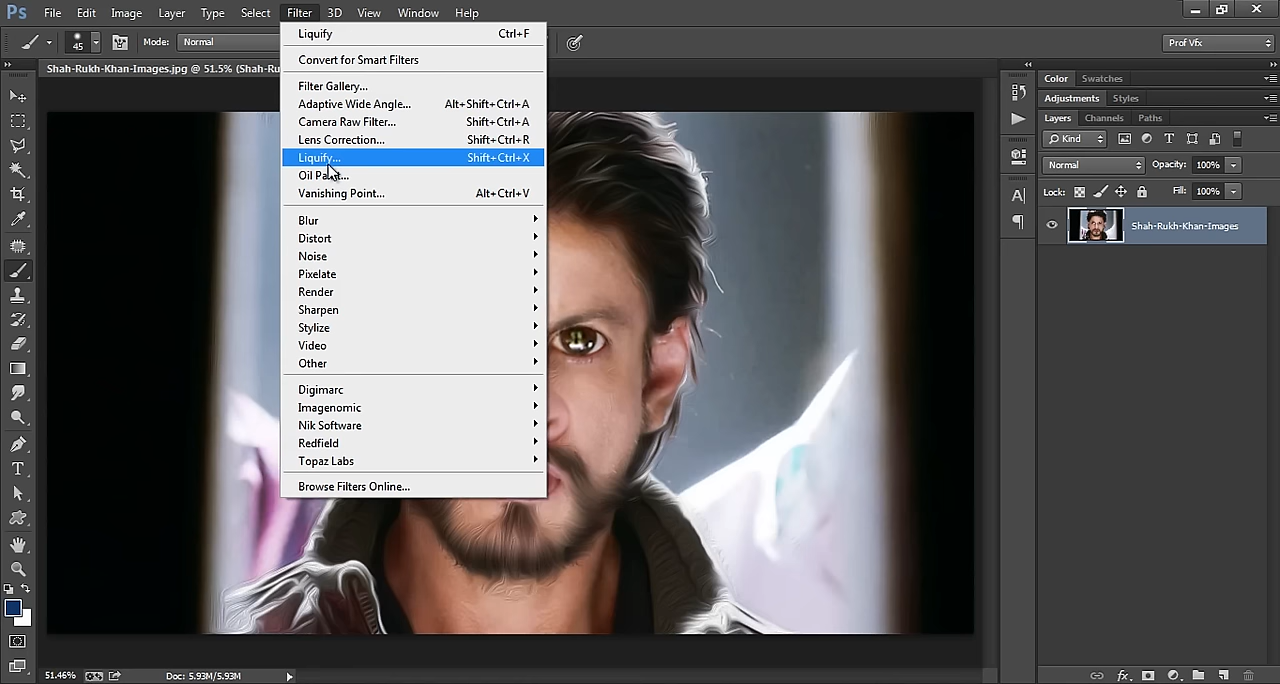 Ps File Edit Image Layer Type Select Filter 3D View Window Help
45 Mode: Normal Prof Vfx
Shah-Rukh-Khan-Images.jpg @ 51.5% (Shah-Ru
Liquify Ctrl+F
Convert for Smart Filters
Filter Gallery...
Adaptive Wide Angle... Alt+Shift+Ctrl+A
Camera Raw Filter... Shift+Ctrl+A
Lens Correction... Shift+Ctrl+R
Liquify... Shift+Ctrl+X
Oil Paint...
Vanishing Point... Alt+Ctrl+V
Blur
Distort
Noise
Pixelate
Render
Sharpen
Stylize
Video
Other
Digimarc
Imagenomic
Nik Software
Redfield
Topaz Labs
Browse Filters Online...
Color Swatches
Adjustments Styles
Layers Channels Paths
Kind
Normal Opacity: 100%
Lock: Fill: 100%
Shah-Rukh-Khan-Images
51.46% Doc: 5.93M/5.93M